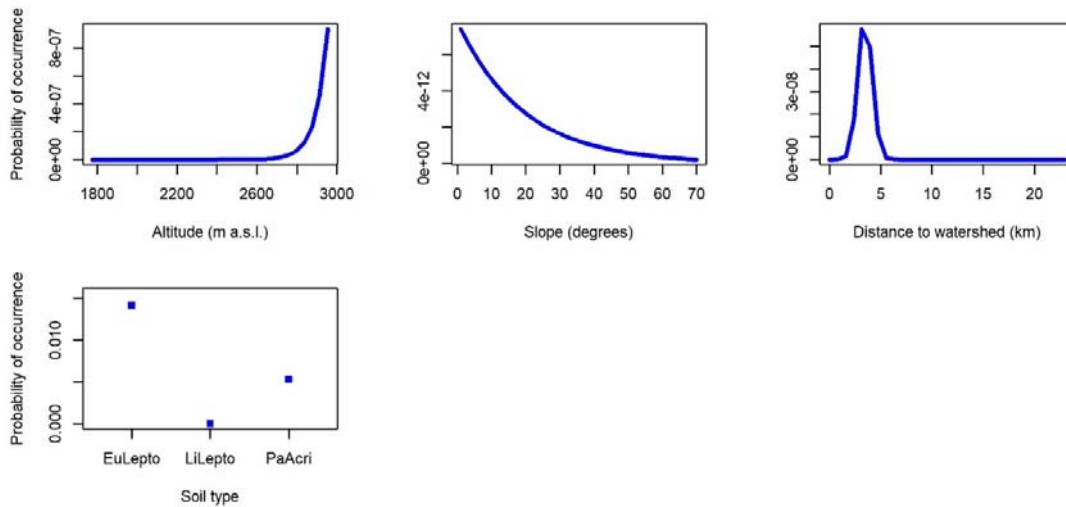 Probability of occurrence
0e+00 4e-07 8e-07
1800 2200 2600 3000
Altitude (m a.s.l.)
0e+00 4e-12
0 10 20 30 40 50 60 70
Slope (degrees)
0e+00 3e-08
0 5 10 15 20
Distance to watershed (km)
Probability of occurrence
0.000 0.010
EuLepto LiLepto PaAcri
Soil type